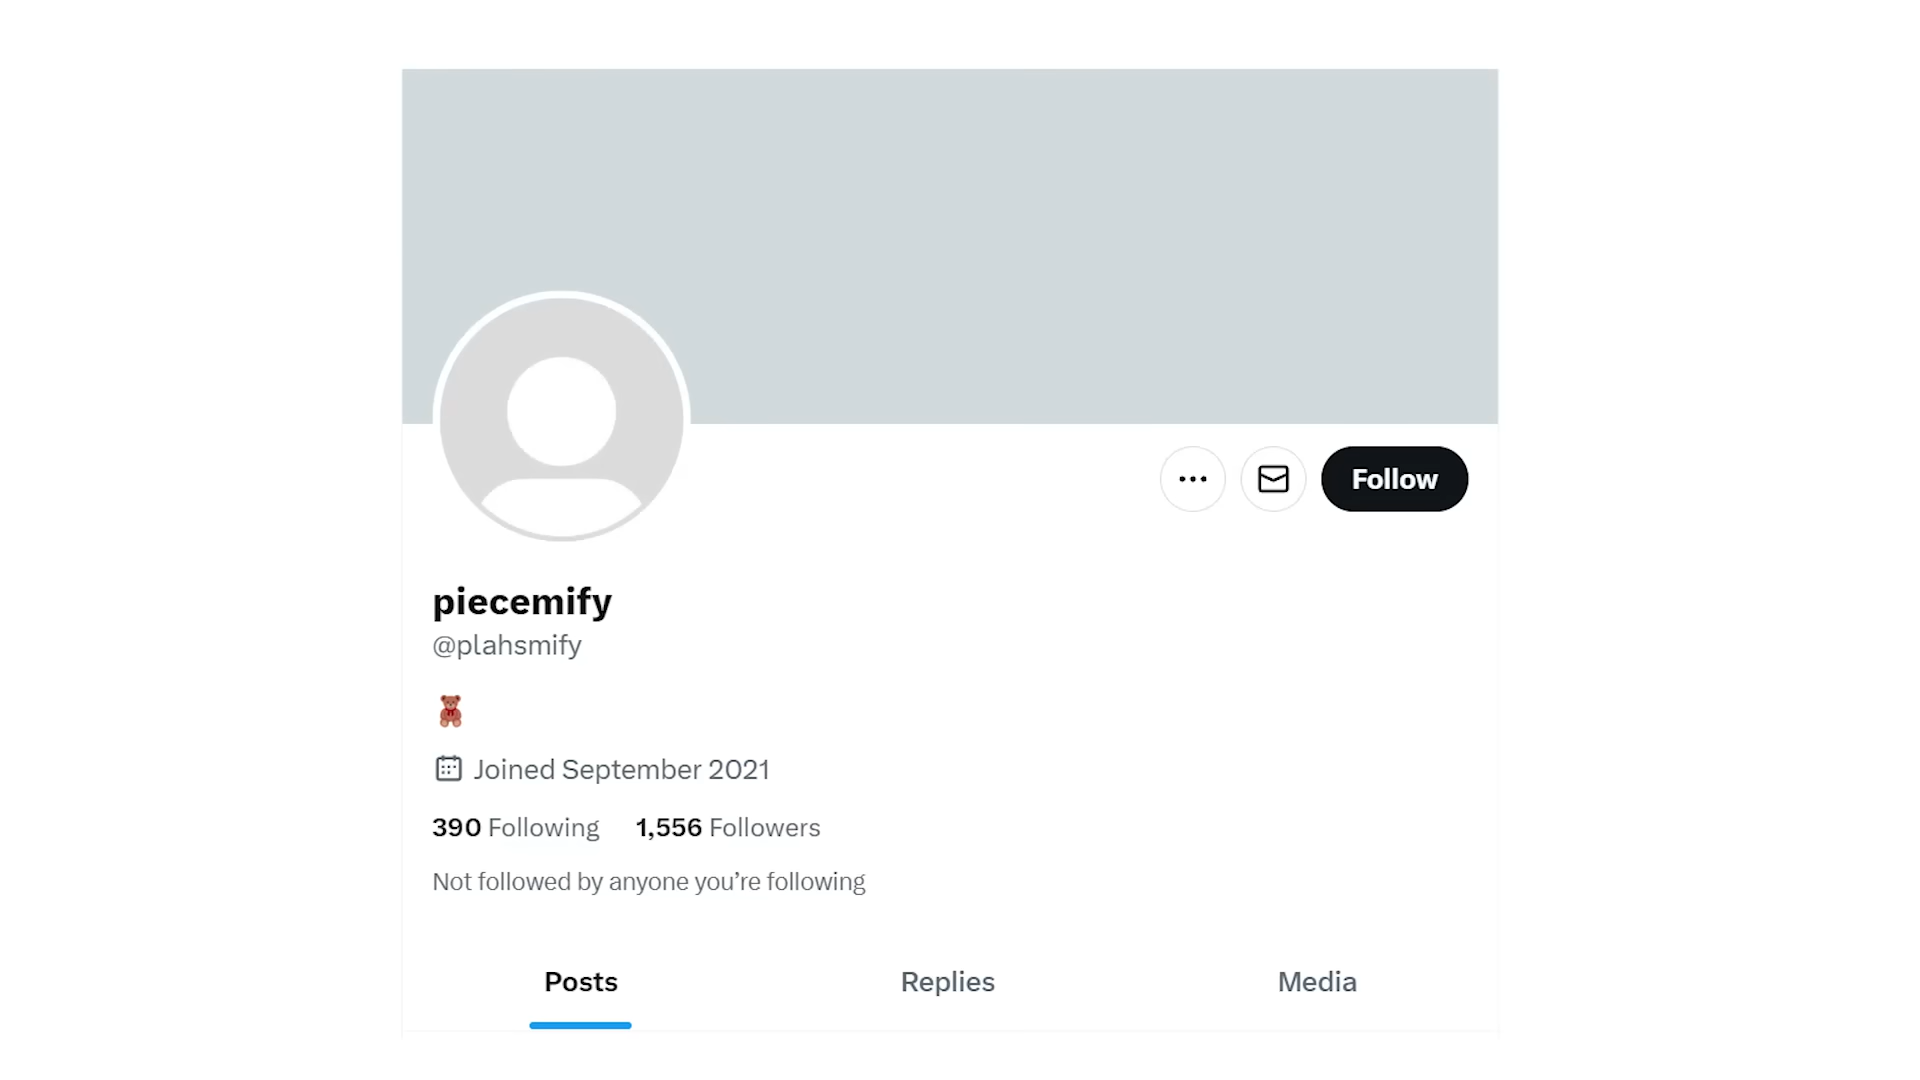 Follow
piecemify
@plahsmify
🧸
Joined September 2021
390 Following 1,556 Followers
Not followed by anyone you’re following
Posts Replies Media